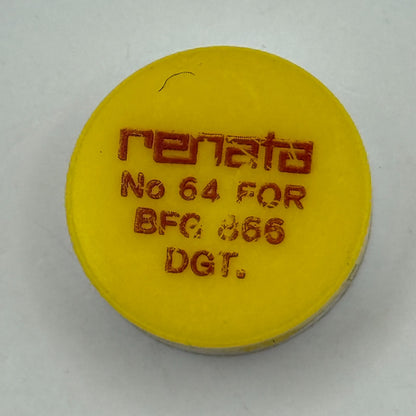 renata
No 64 FOR
BFG 866
DGT.